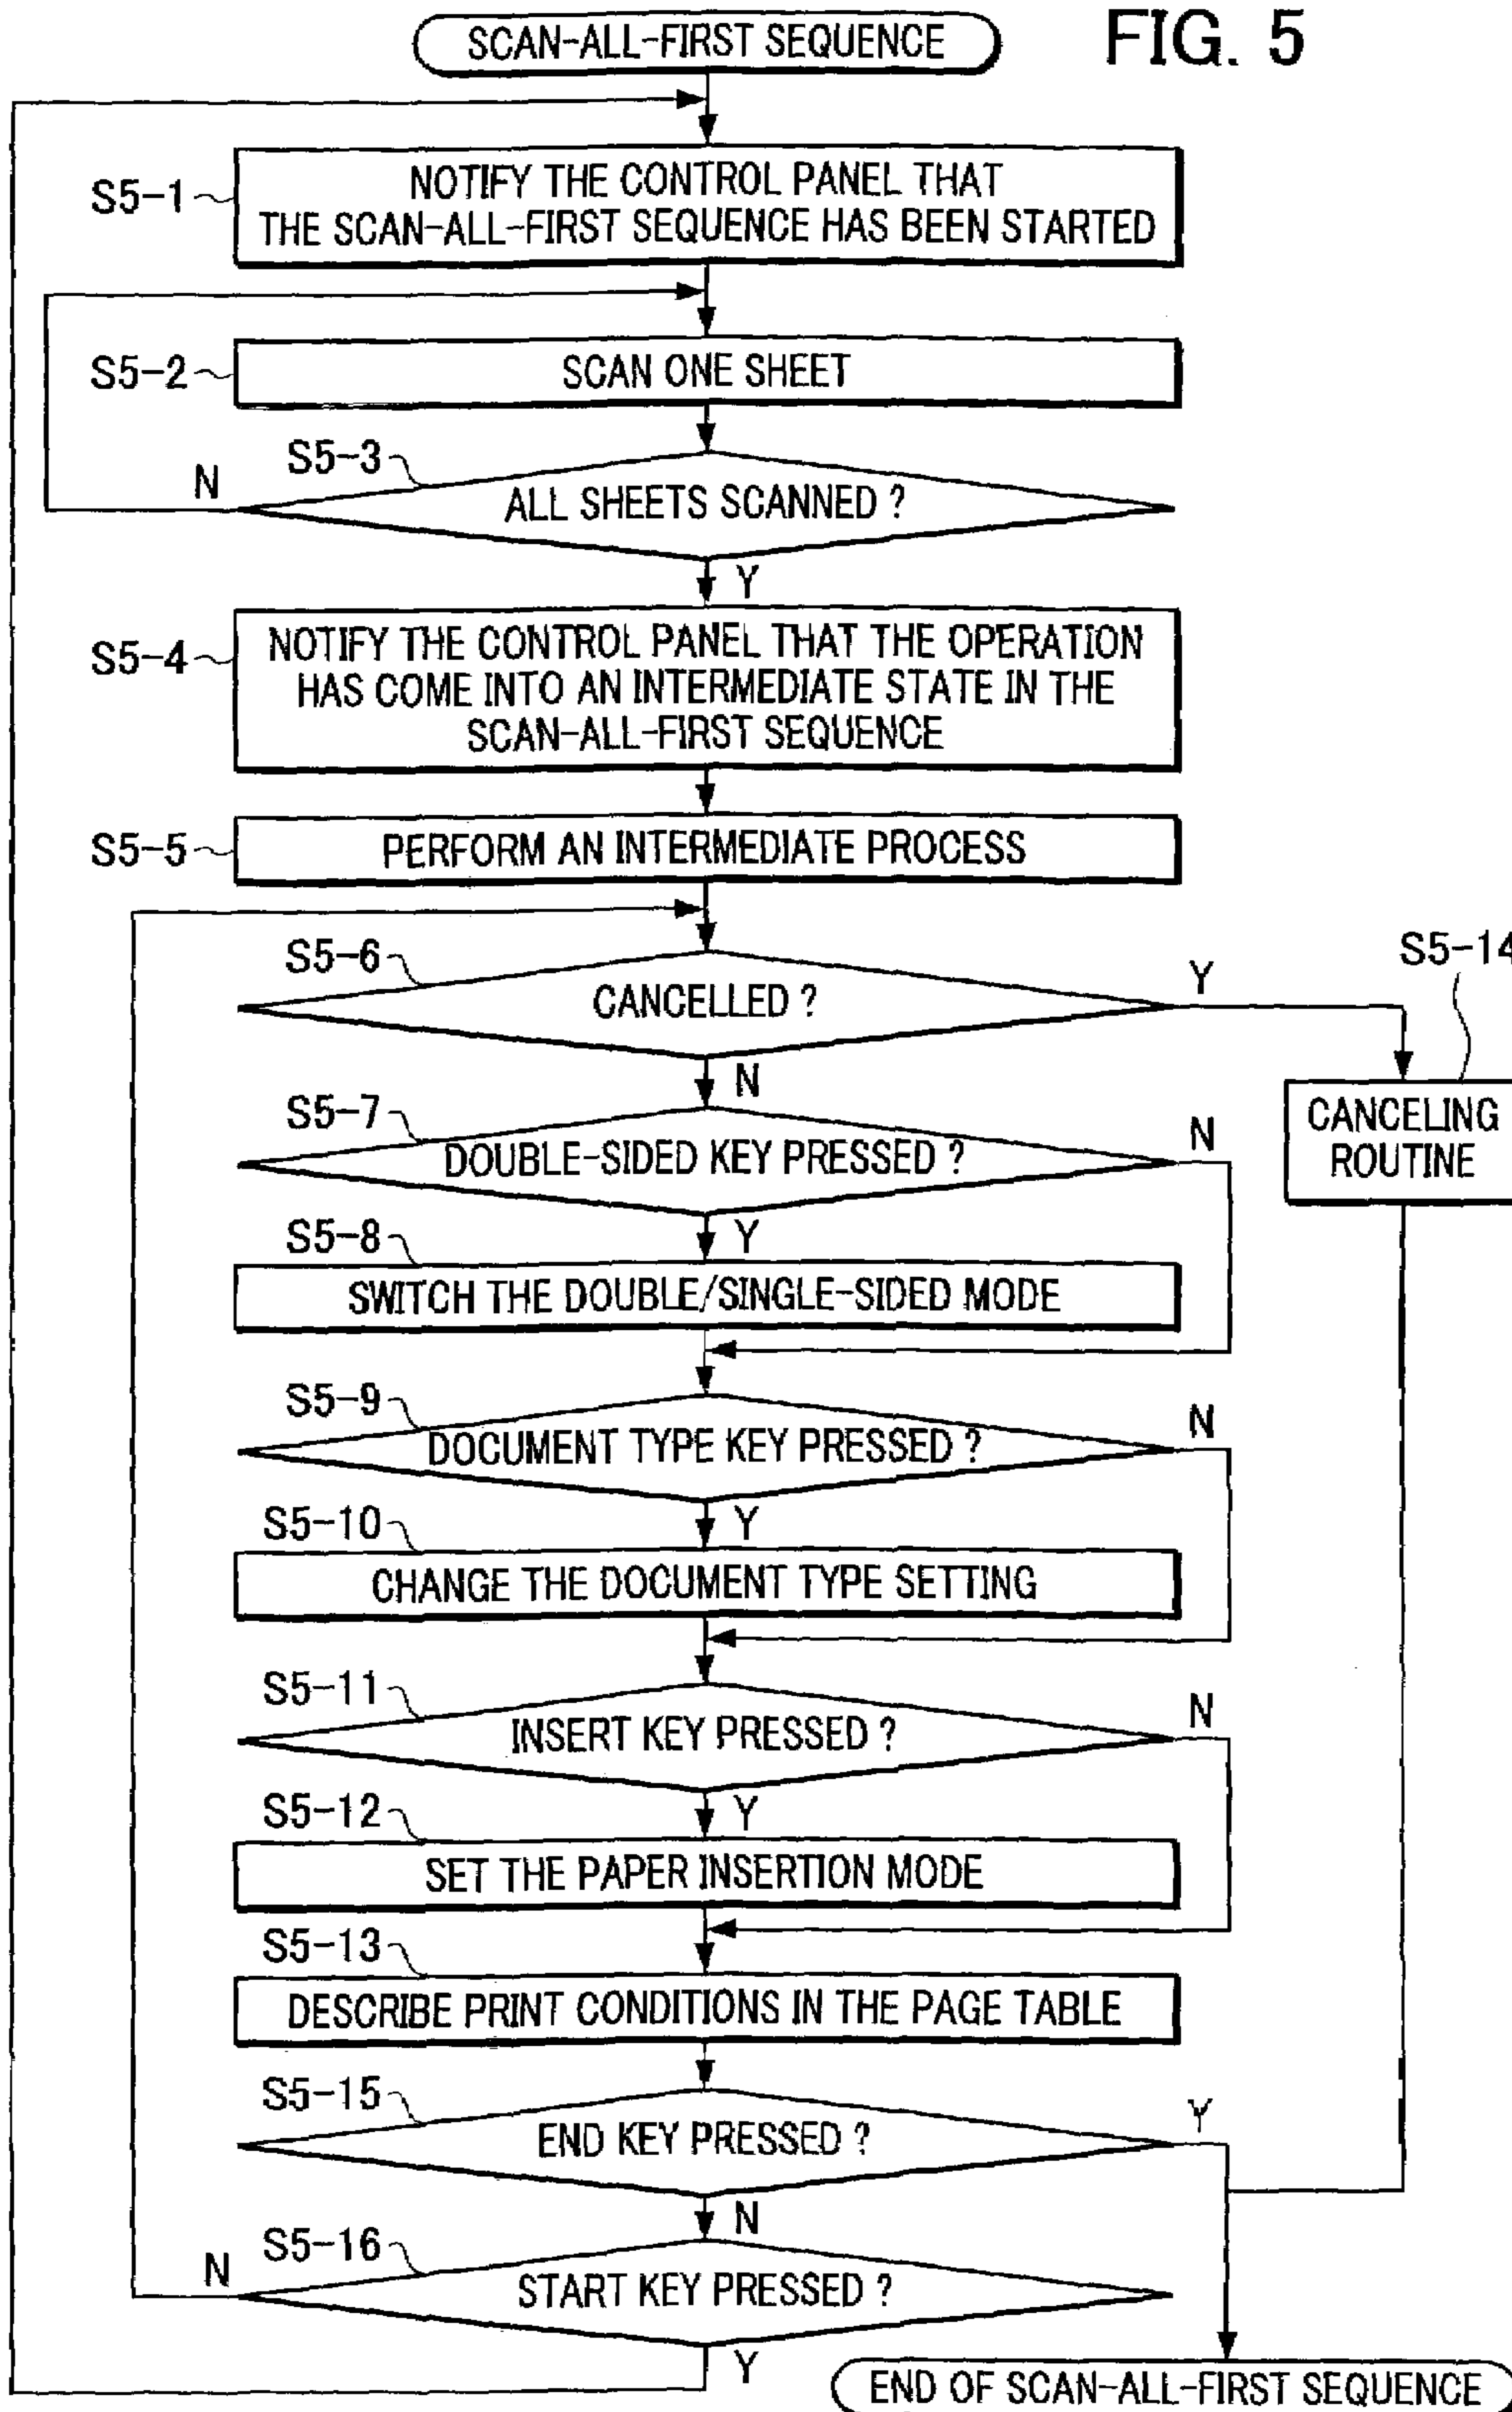 SCAN-ALL-FIRST SEQUENCE
FIG. 5
S5-1
NOTIFY THE CONTROL PANEL THAT
THE SCAN-ALL-FIRST SEQUENCE HAS BEEN STARTED
S5-2
SCAN ONE SHEET
S5-3
N
ALL SHEETS SCANNED ?
Y
S5-4
NOTIFY THE CONTROL PANEL THAT THE OPERATION
HAS COME INTO AN INTERMEDIATE STATE IN THE
SCAN-ALL-FIRST SEQUENCE
S5-5
PERFORM AN INTERMEDIATE PROCESS
S5-6
CANCELLED ?
Y
S5-14
N
CANCELING
ROUTINE
S5-7
DOUBLE-SIDED KEY PRESSED ?
N
Y
S5-8
SWITCH THE DOUBLE/SINGLE-SIDED MODE
S5-9
DOCUMENT TYPE KEY PRESSED ?
N
Y
S5-10
CHANGE THE DOCUMENT TYPE SETTING
S5-11
INSERT KEY PRESSED ?
N
Y
S5-12
SET THE PAPER INSERTION MODE
S5-13
DESCRIBE PRINT CONDITIONS IN THE PAGE TABLE
S5-15
END KEY PRESSED ?
Y
N
S5-16
N
START KEY PRESSED ?
Y
END OF SCAN-ALL-FIRST SEQUENCE